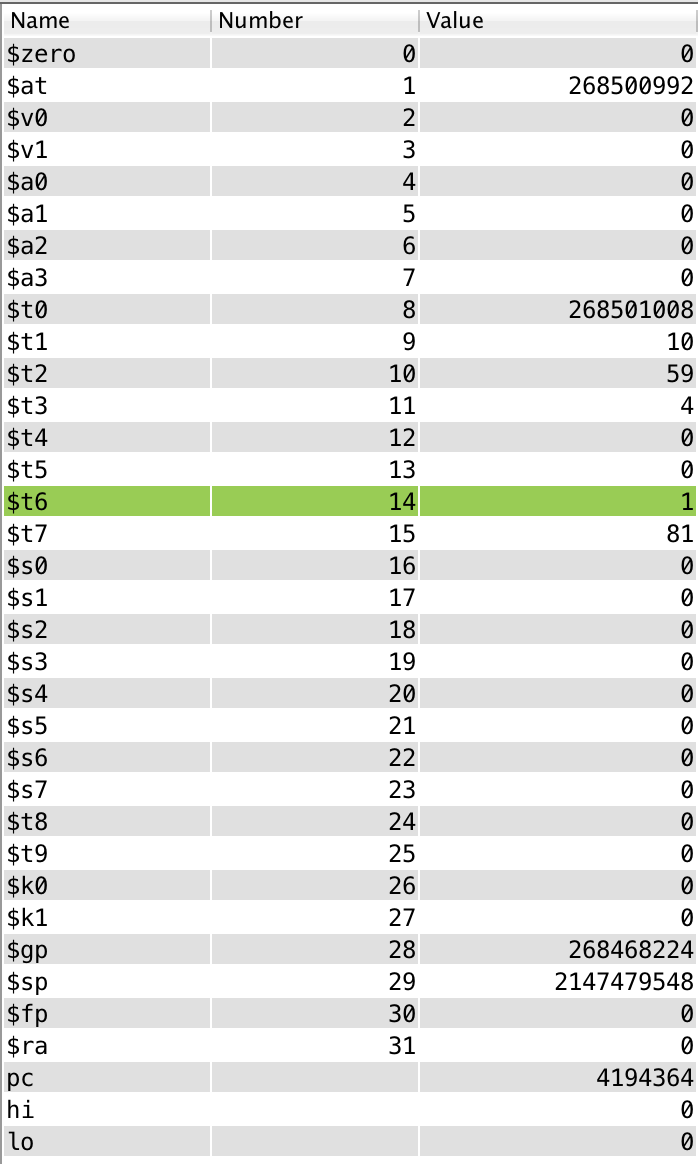 Name Number Value
$zero 0 0
$at 1 268500992
$v0 2 0
$v1 3 0
$a0 4 0
$a1 5 0
$a2 6 0
$a3 7 0
$t0 8 268501008
$t1 9 10
$t2 10 59
$t3 11 4
$t4 12 0
$t5 13 0
$t6 14 1
$t7 15 81
$s0 16 0
$s1 17 0
$s2 18 0
$s3 19 0
$s4 20 0
$s5 21 0
$s6 22 0
$s7 23 0
$t8 24 0
$t9 25 0
$k0 26 0
$k1 27 0
$gp 28 268468224
$sp 29 2147479548
$fp 30 0
$ra 31 0
pc 4194364
hi 0
lo 0